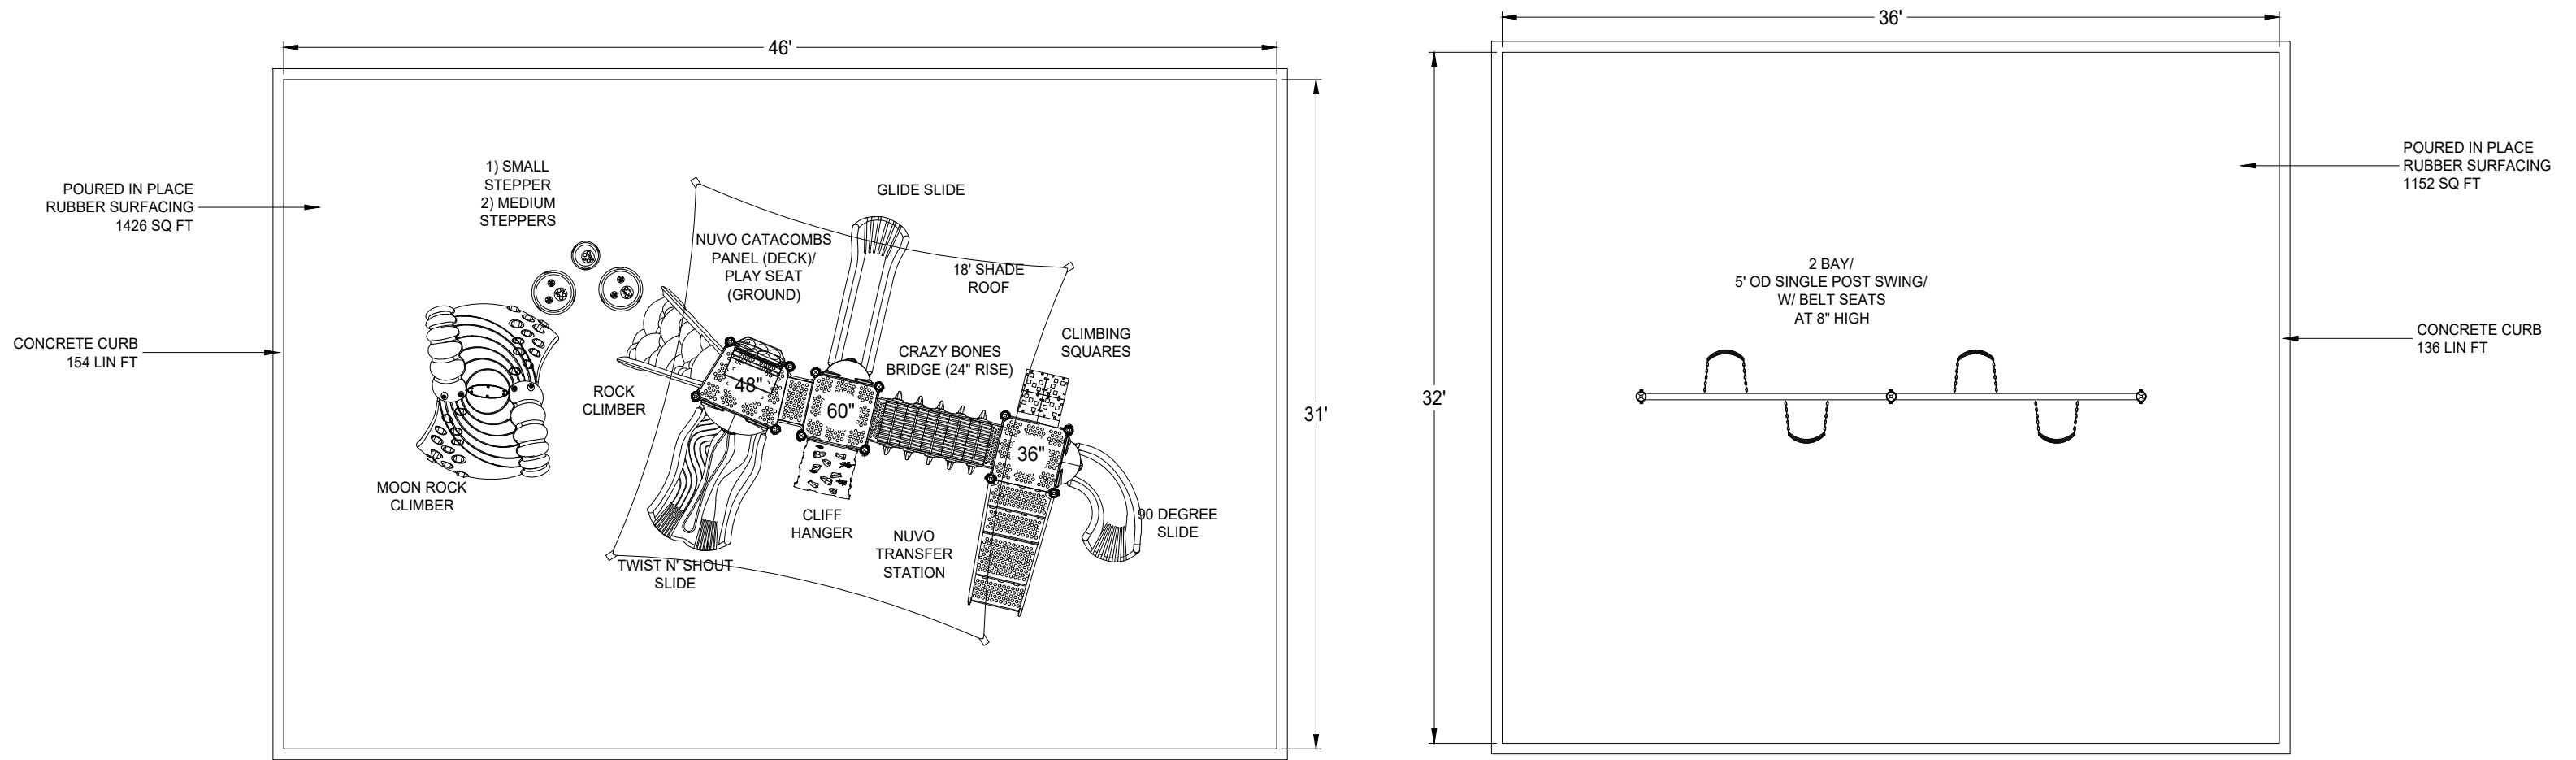 46'
36'
POURED IN PLACE
RUBBER SURFACING
1426 SQ FT
1) SMALL
STEPPER
2) MEDIUM
STEPPERS
GLIDE SLIDE
NUVO CATACOMBS
PANEL (DECK)/
PLAY SEAT
(GROUND)
18' SHADE
ROOF
CONCRETE CURB
154 LIN FT
CLIMBING
SQUARES
CRAZY BONES
BRIDGE (24" RISE)
ROCK
CLIMBER
48"
60"
36"
31'
MOON ROCK
CLIMBER
CLIFF
HANGER
NUVO
TRANSFER
STATION
90 DEGREE
SLIDE
TWIST N' SHOUT
SLIDE
32'
2 BAY/
5' OD SINGLE POST SWING/
W/ BELT SEATS
AT 8" HIGH
POURED IN PLACE
RUBBER SURFACING
1152 SQ FT
CONCRETE CURB
136 LIN FT